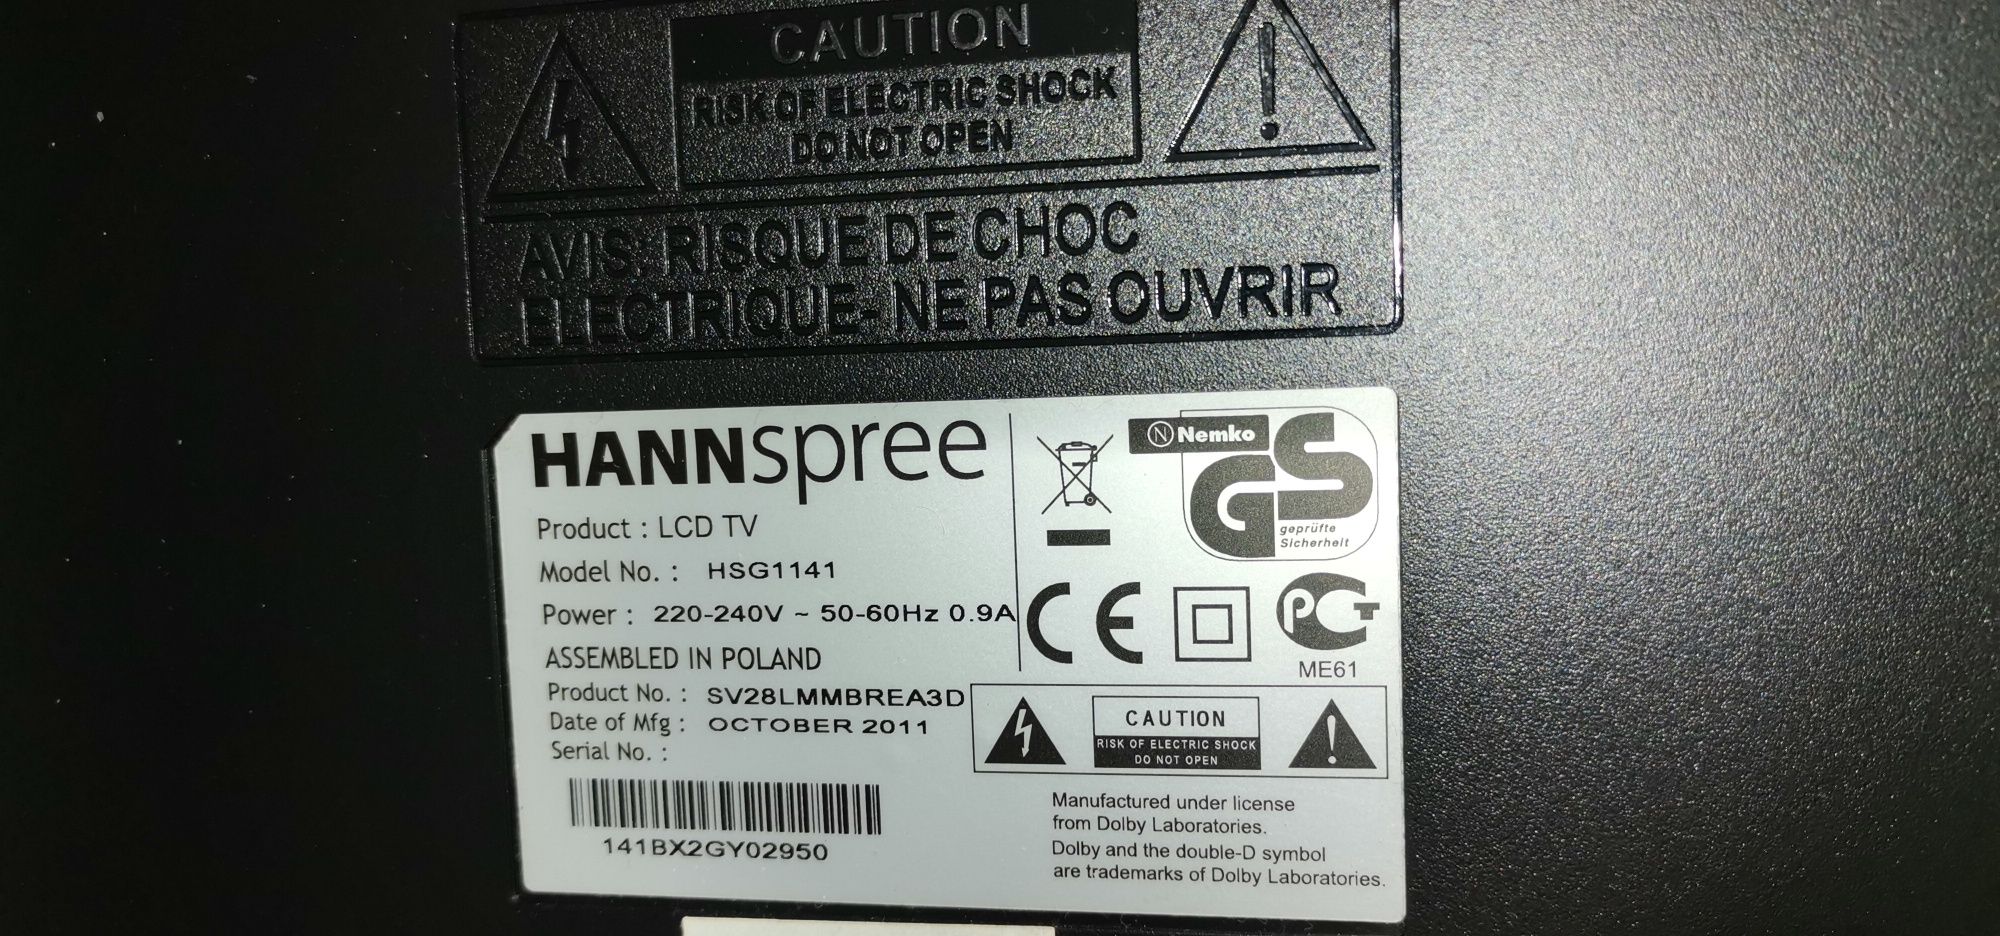 CAUTION
RISK OF ELECTRIC SHOCK
DO NOT OPEN
AVIS: RISQUE DE CHOC
ELECTRIQUE- NE PAS OUVRIR
HANNspree
Product : LCD TV
Model No. : HSG1141
Power : 220-240V ~ 50-60Hz 0.9A
ASSEMBLED IN POLAND
Product No. : SV28LMMBREA3D
Date of Mfg : OCTOBER 2011
Serial No. :
141BX2GY02950
N Nemko
GS
geprüfte
Sicherheit
CE
PCT
ME61
CAUTION
RISK OF ELECTRIC SHOCK
DO NOT OPEN
Manufactured under license
from Dolby Laboratories.
Dolby and the double-D symbol
are trademarks of Dolby Laboratories.